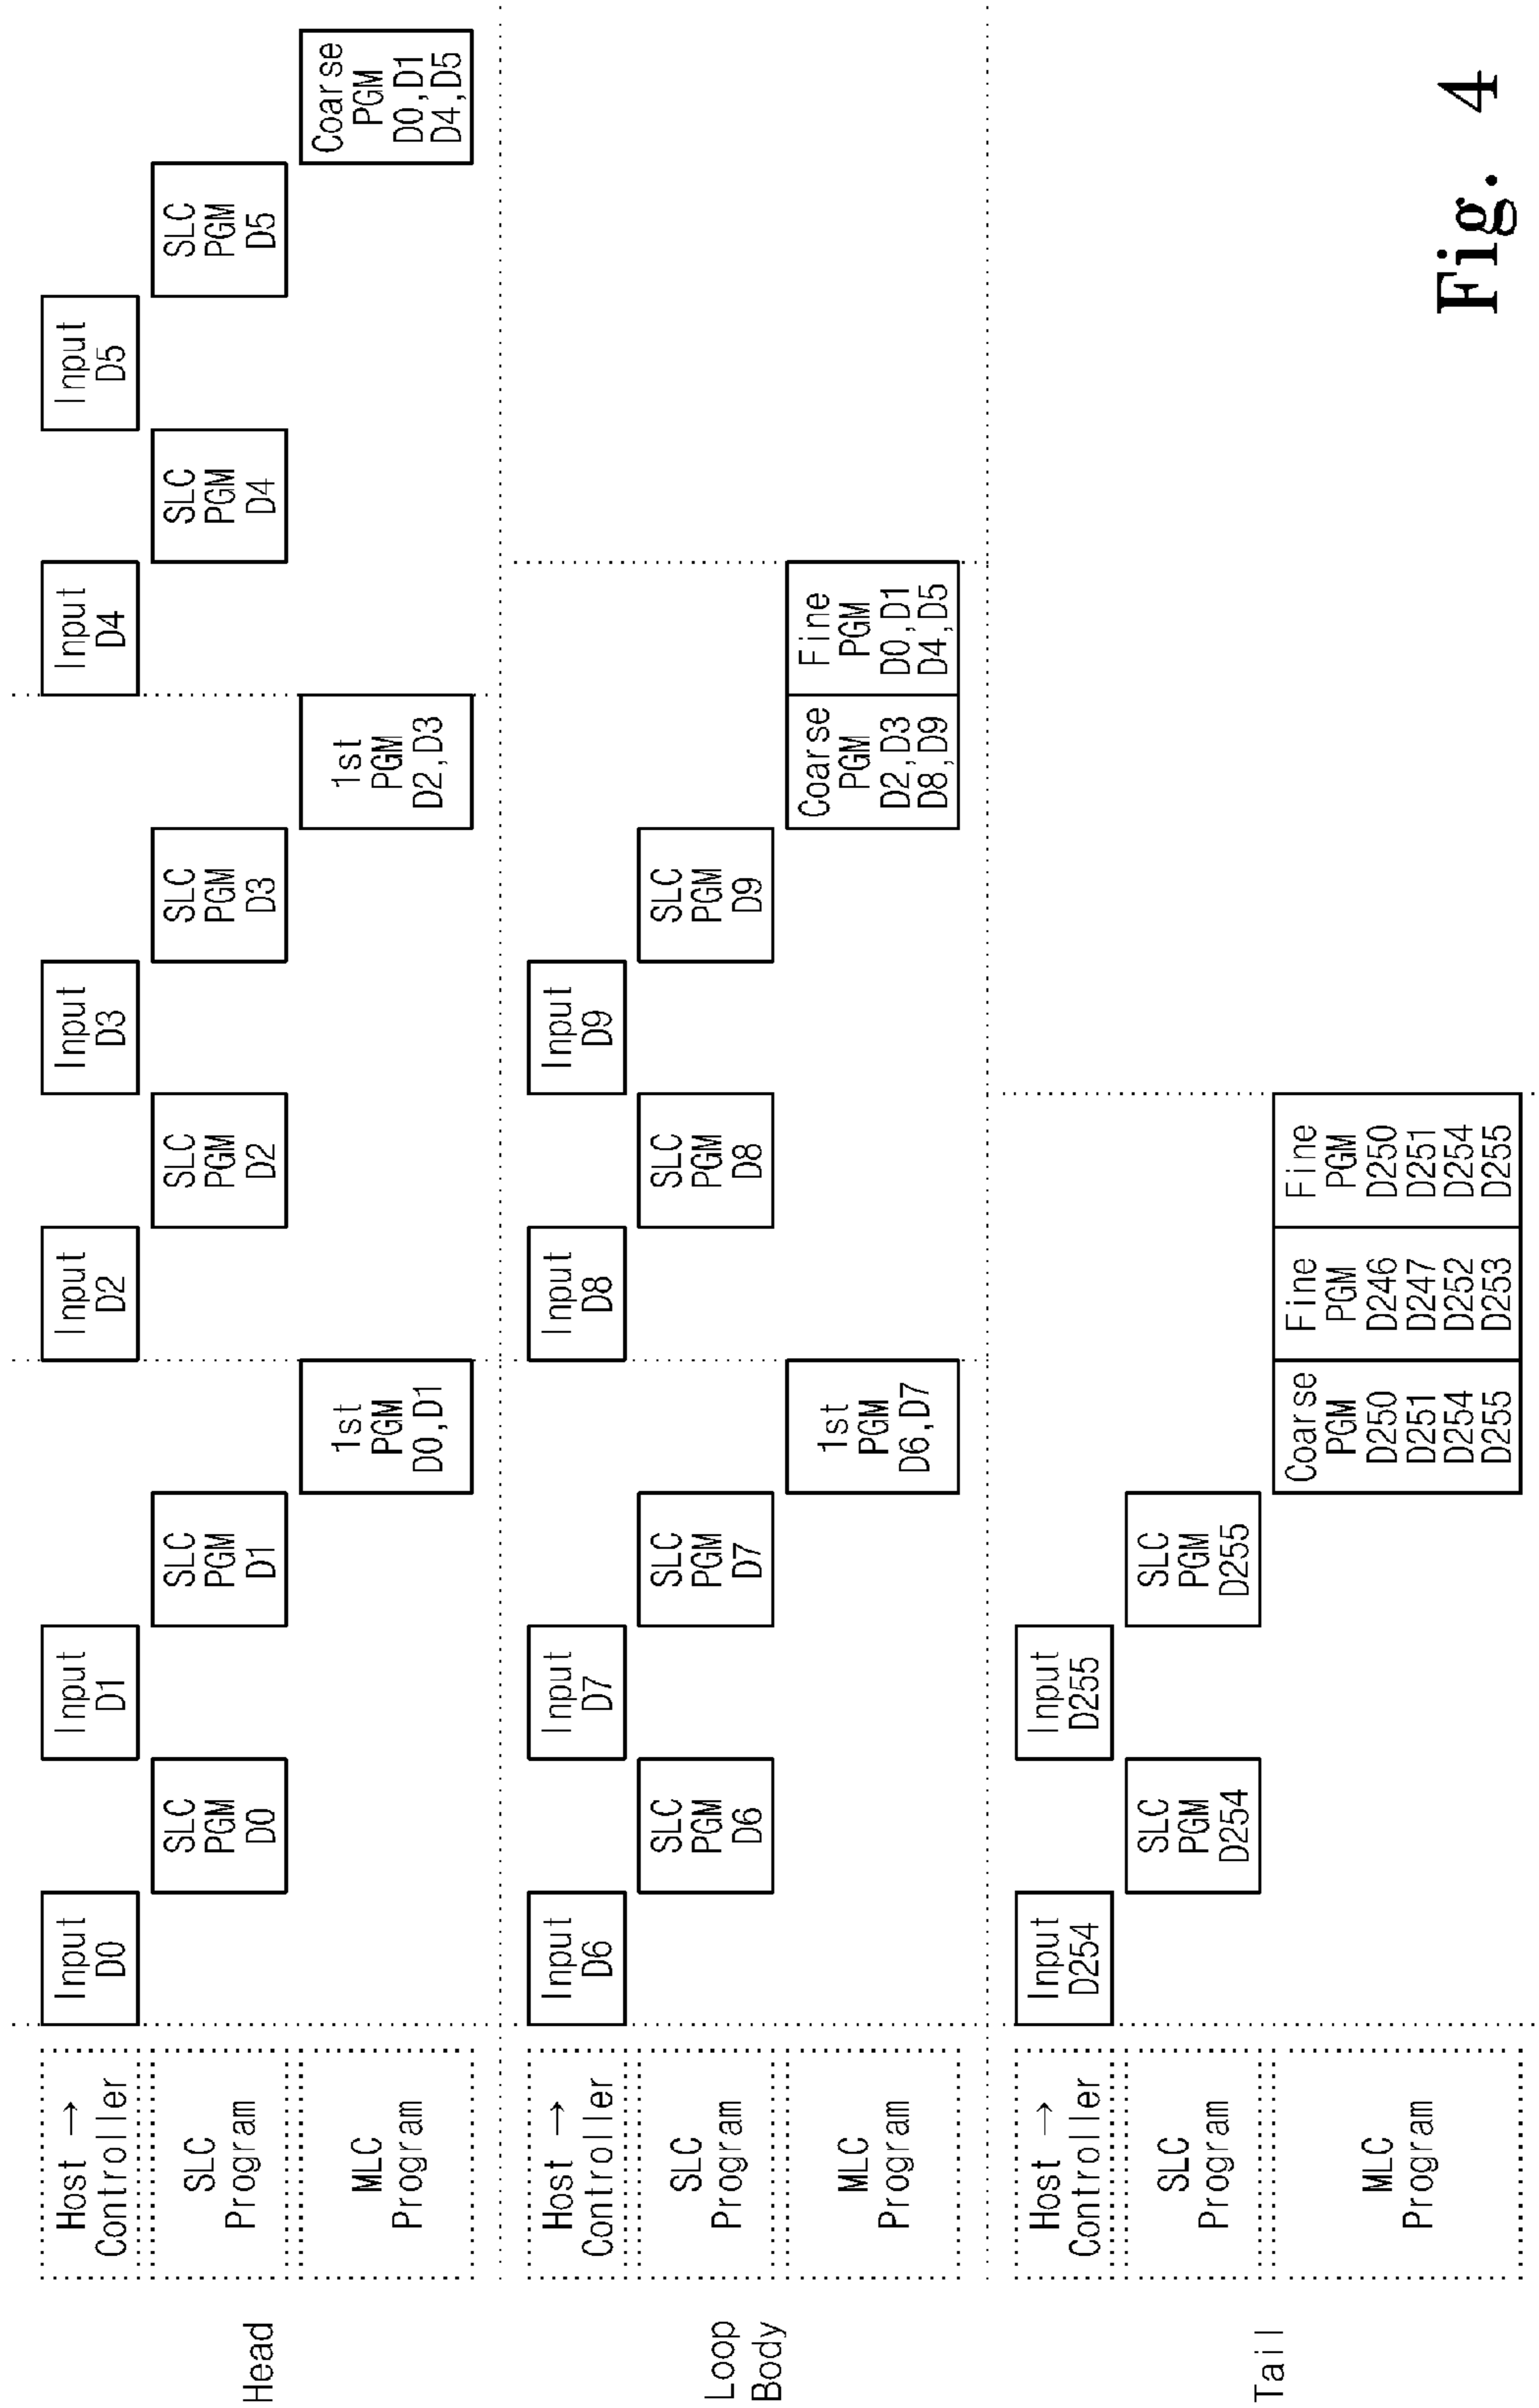 Head
Host →
Controller
Input
D0
Input
D1
Input
D2
Input
D3
Input
D4
Input
D5
SLC
Program
SLC
PGM
D0
SLC
PGM
D1
SLC
PGM
D2
SLC
PGM
D3
SLC
PGM
D4
SLC
PGM
D5
MLC
Program
1st
PGM
D0,D1
1st
PGM
D2,D3
Coarse
PGM
D0,D1
D4,D5
Loop
Body
Host →
Controller
Input
D6
Input
D7
Input
D8
Input
D9
SLC
Program
SLC
PGM
D6
SLC
PGM
D7
SLC
PGM
D8
SLC
PGM
D9
MLC
Program
1st
PGM
D6,D7
Coarse
PGM
D2,D3
D8,D9
Fine
PGM
D0,D1
D4,D5
Tail
Host →
Controller
Input
D254
Input
D255
SLC
Program
SLC
PGM
D254
SLC
PGM
D255
MLC
Program
Coarse
PGM
D250
D251
D254
D255
Fine
PGM
D246
D247
D252
D253
Fine
PGM
D250
D251
D254
D255
Fig. 4